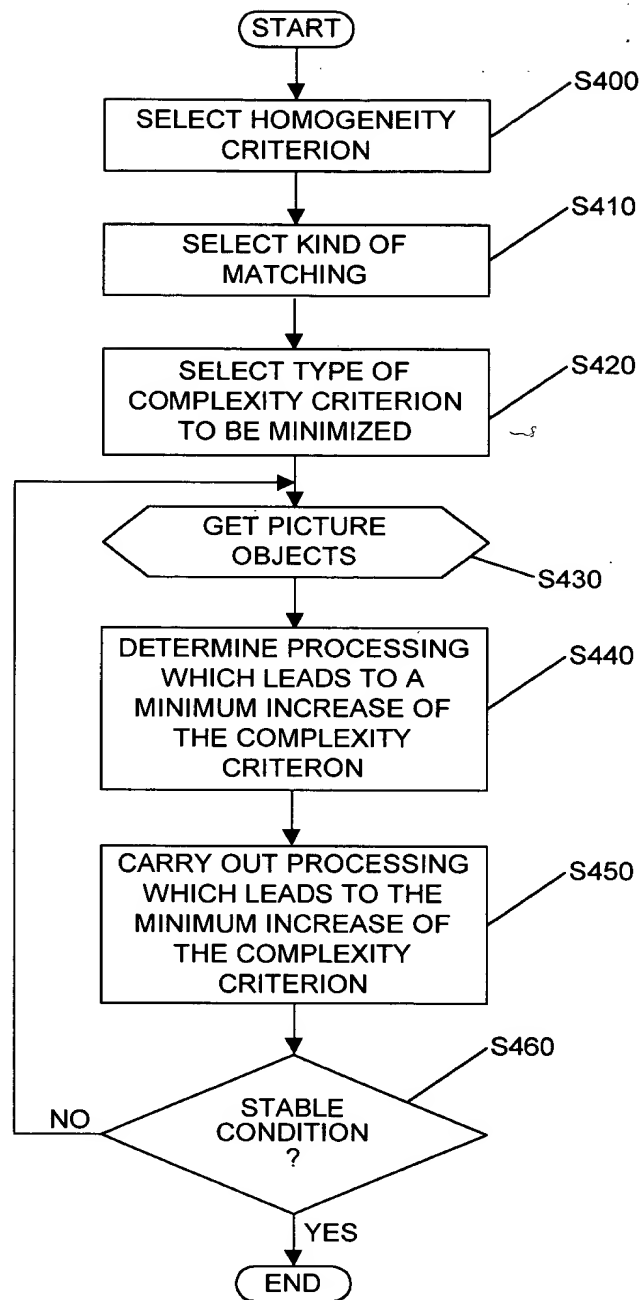 START
S400
SELECT HOMOGENEITY
CRITERION
S410
SELECT KIND OF
MATCHING
S420
SELECT TYPE OF
COMPLEXITY CRITERION
TO BE MINIMIZED
GET PICTURE
OBJECTS
S430
DETERMINE PROCESSING
WHICH LEADS TO A
MINIMUM INCREASE OF
THE COMPLEXITY
CRITERON
S440
CARRY OUT PROCESSING
WHICH LEADS TO THE
MINIMUM INCREASE OF
THE COMPLEXITY
CRITERION
S450
S460
STABLE
CONDITION
?
NO
YES
END